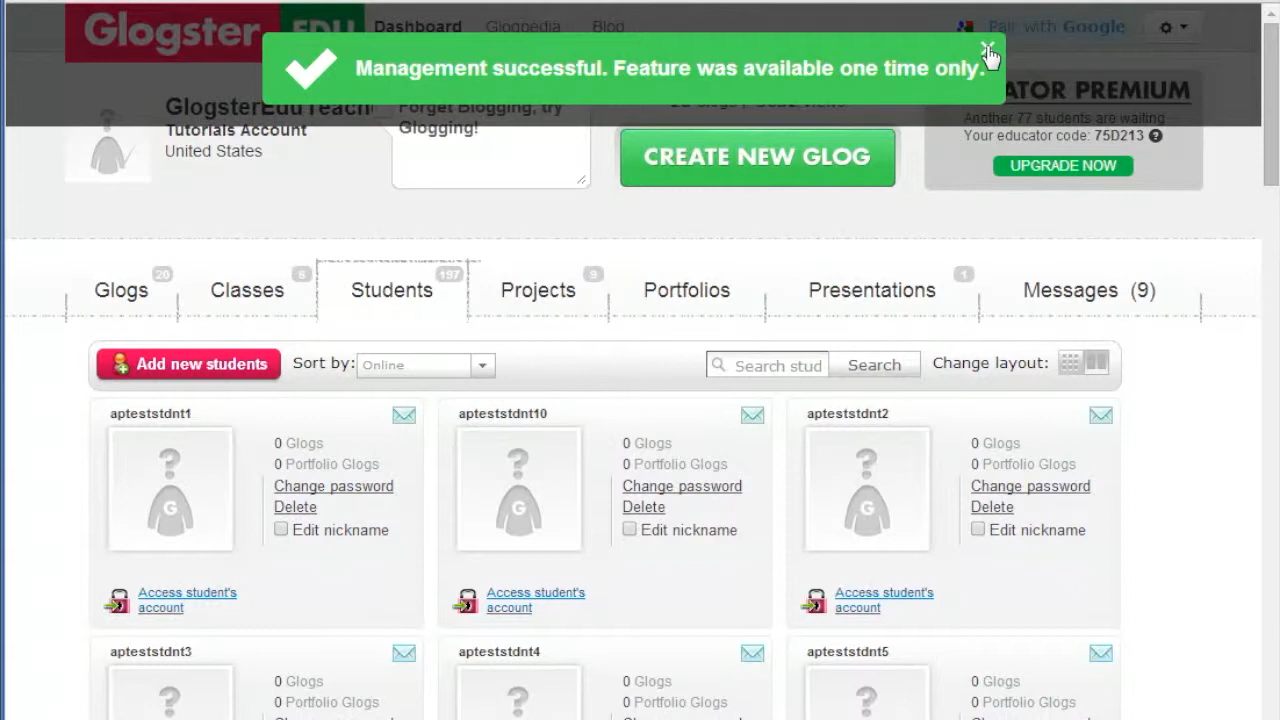 Glogster EDU
Dashboard Glogpedia Blog
Pair with Google
Management successful. Feature was available one time only.
GlogsterEduTeach
Tutorials Account
United States
Forget Blogging, try
Glogging!
CREATE NEW GLOG
ATOR PREMIUM
Another 77 students are waiting
Your educator code: 75D213 ?
UPGRADE NOW
Glogs 20
Classes 6
Students 197
Projects 9
Portfolios
Presentations 1
Messages (9)
Add new students
Sort by: Online
Search stud
Search
Change layout:
apteststdnt1
0 Glogs
0 Portfolio Glogs
Change password
Delete
Edit nickname
Access student's
account
apteststdnt10
0 Glogs
0 Portfolio Glogs
Change password
Delete
Edit nickname
Access student's
account
apteststdnt2
0 Glogs
0 Portfolio Glogs
Change password
Delete
Edit nickname
Access student's
account
apteststdnt3
0 Glogs
0 Portfolio Glogs
apteststdnt4
0 Glogs
0 Portfolio Glogs
apteststdnt5
0 Glogs
0 Portfolio Glogs